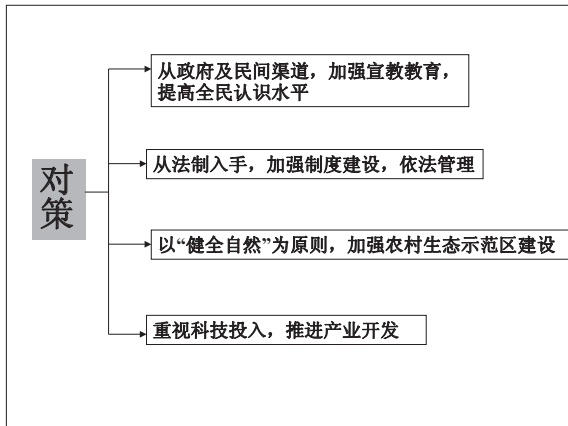 对
策
从政府及民间渠道，加强宣教教育，
提高全民认识水平
从法制入手，加强制度建设，依法管理
以“健全自然”为原则，加强农村生态示范区建设
重视科技投入，推进产业开发